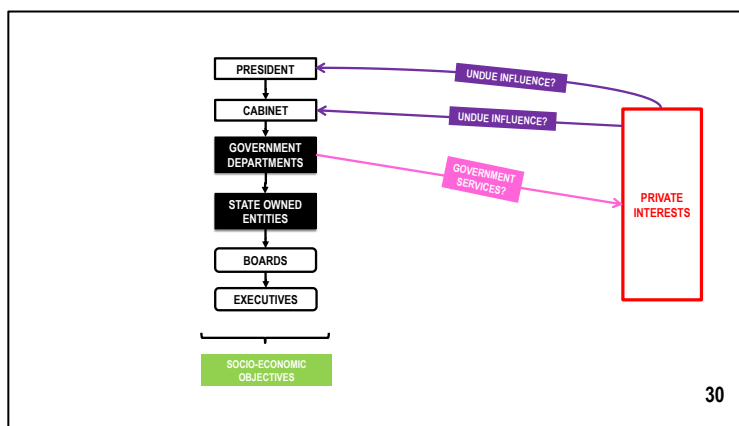 PRESIDENT
UNDUE INFLUENCE?
CABINET
UNDUE INFLUENCE?
GOVERNMENT
DEPARTMENTS
GOVERNMENT
SERVICES?
STATE OWNED
ENTITIES
PRIVATE
INTERESTS
BOARDS
EXECUTIVES
SOCIO-ECONOMIC
OBJECTIVES
30